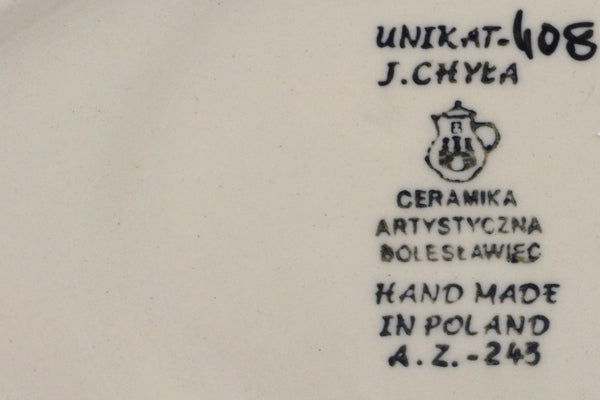 UNIKAT-408
J.CHYŁA
CERAMIKA
ARTYSTYCZNA
BOLESŁAWIEC
HAND MADE
IN POLAND
A.Z.-243